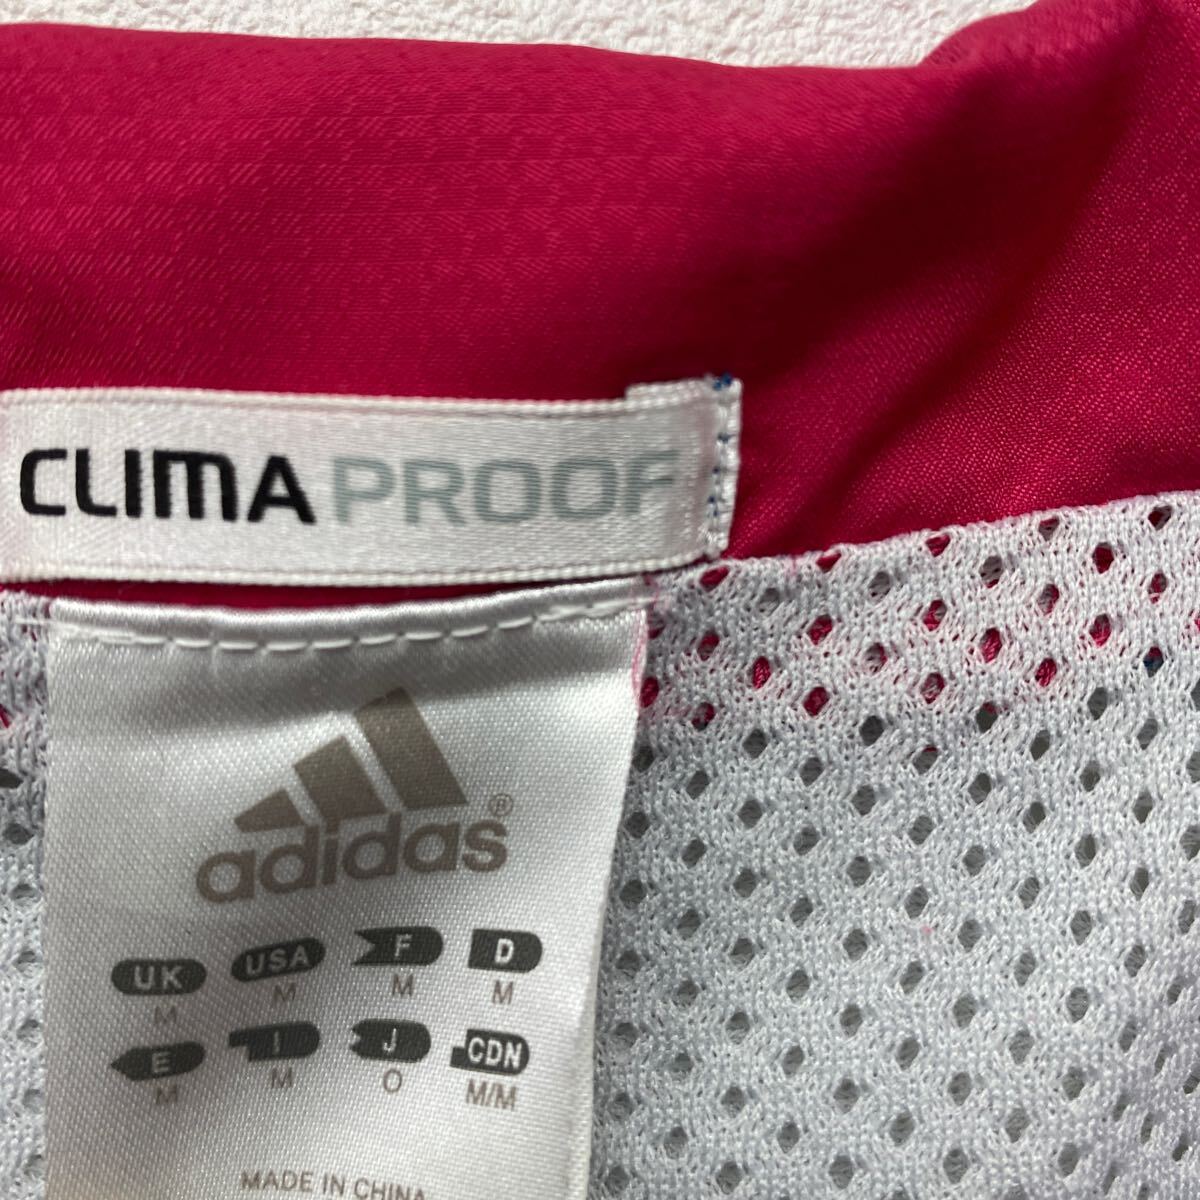 CLIMAPROOF
adidas®
UK USA F D
M M M M
E I J CDN
M M O M/M
MADE IN CHINA